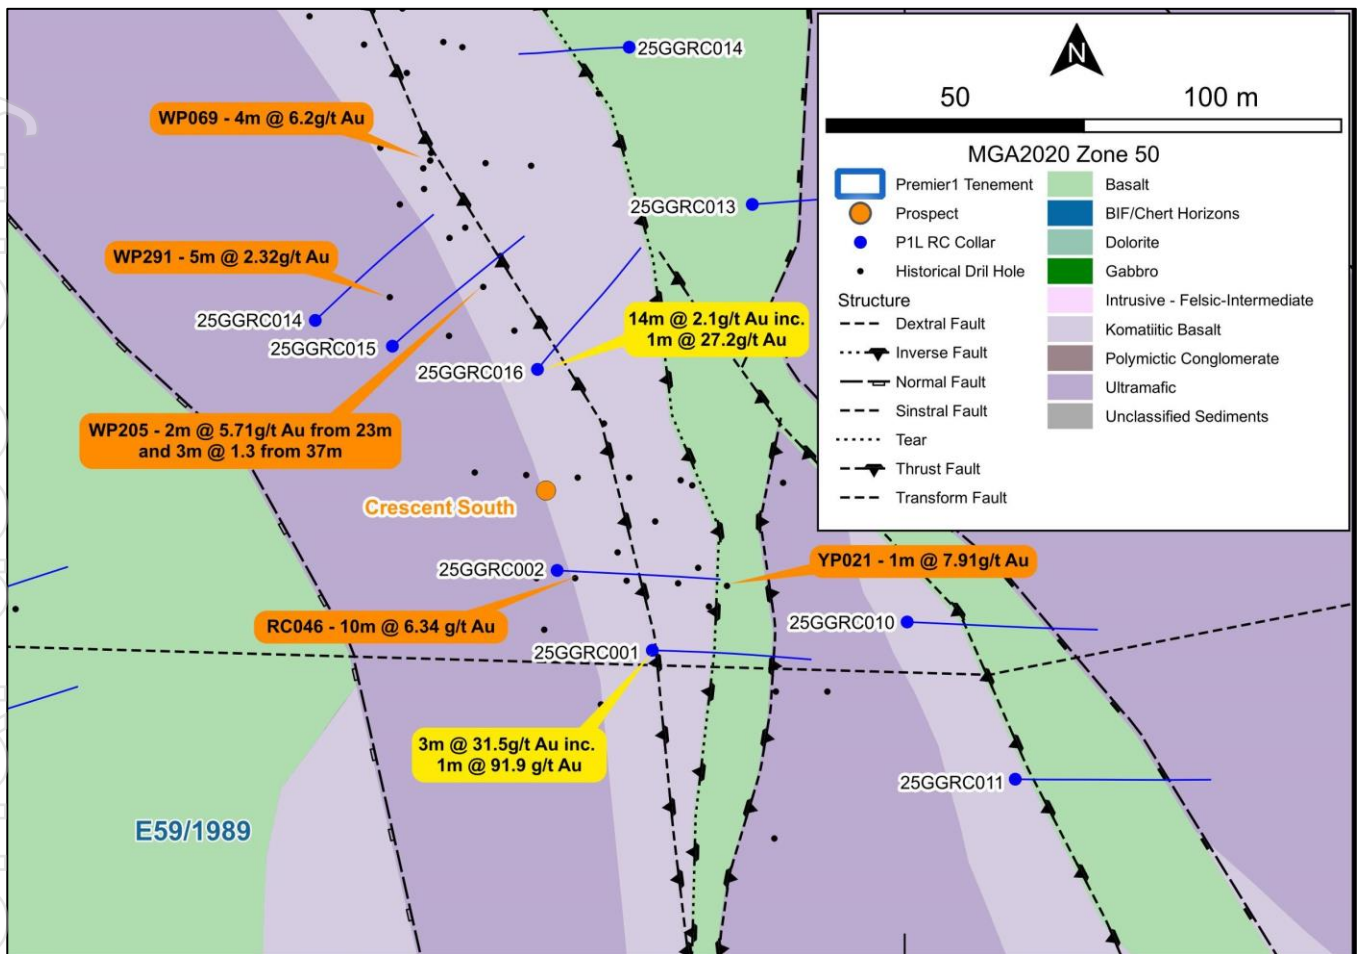 25GGRC014
WP069 - 4m @ 6.2g/t Au
25GGRC013
WP291 - 5m @ 2.32g/t Au
25GGRC014
25GGRC015
14m @ 2.1g/t Au inc.
1m @ 27.2g/t Au
25GGRC016
WP205 - 2m @ 5.71g/t Au from 23m
and 3m @ 1.3 from 37m
Crescent South
25GGRC002
YP021 - 1m @ 7.91g/t Au
RC046 - 10m @ 6.34 g/t Au
25GGRC010
25GGRC001
3m @ 31.5g/t Au inc.
1m @ 91.9 g/t Au
25GGRC011
E59/1989
N
50 100 m
MGA2020 Zone 50
Premier1 Tenement
Prospect
P1L RC Collar
Historical Dril Hole
Structure
Dextral Fault
Inverse Fault
Normal Fault
Sinstral Fault
Tear
Thrust Fault
Transform Fault
Basalt
BIF/Chert Horizons
Dolorite
Gabbro
Intrusive - Felsic-Intermediate
Komatiitic Basalt
Polymictic Conglomerate
Ultramafic
Unclassified Sediments